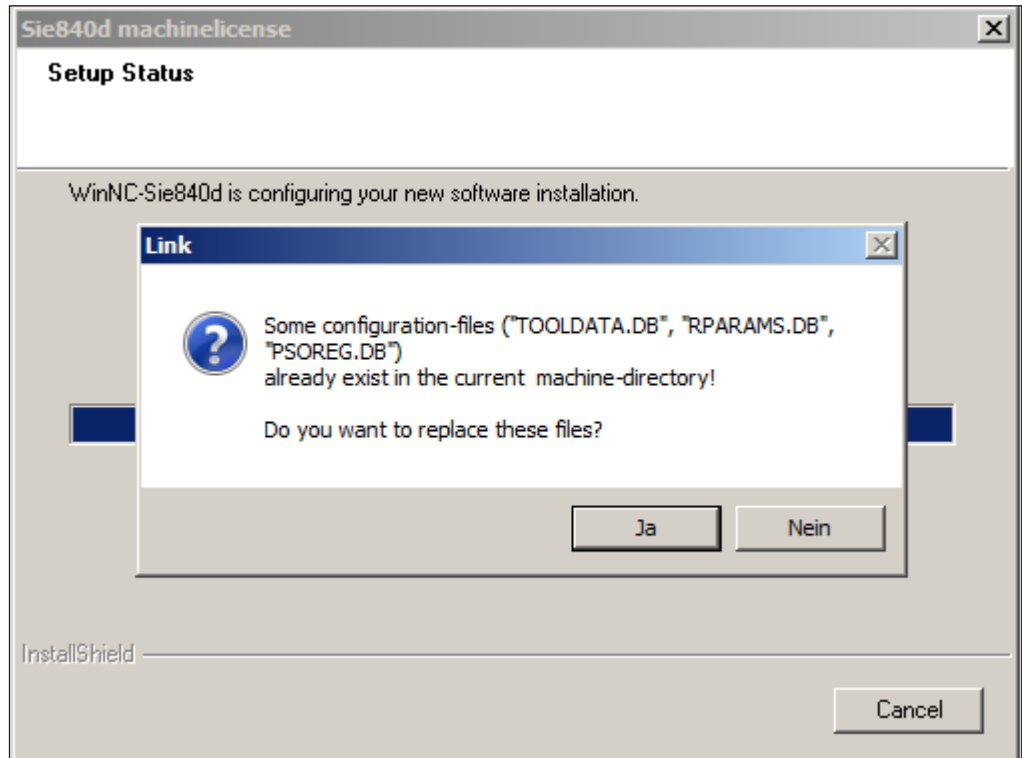 Sie840d machinelicense
Setup Status
WinNC-Sie840d is configuring your new software installation.
Link
Some configuration-files ("TOOLDATA.DB", "RPARAMS.DB",
"PSOREG.DB")
already exist in the current machine-directory!
Do you want to replace these files?
Ja
Nein
InstallShield
Cancel